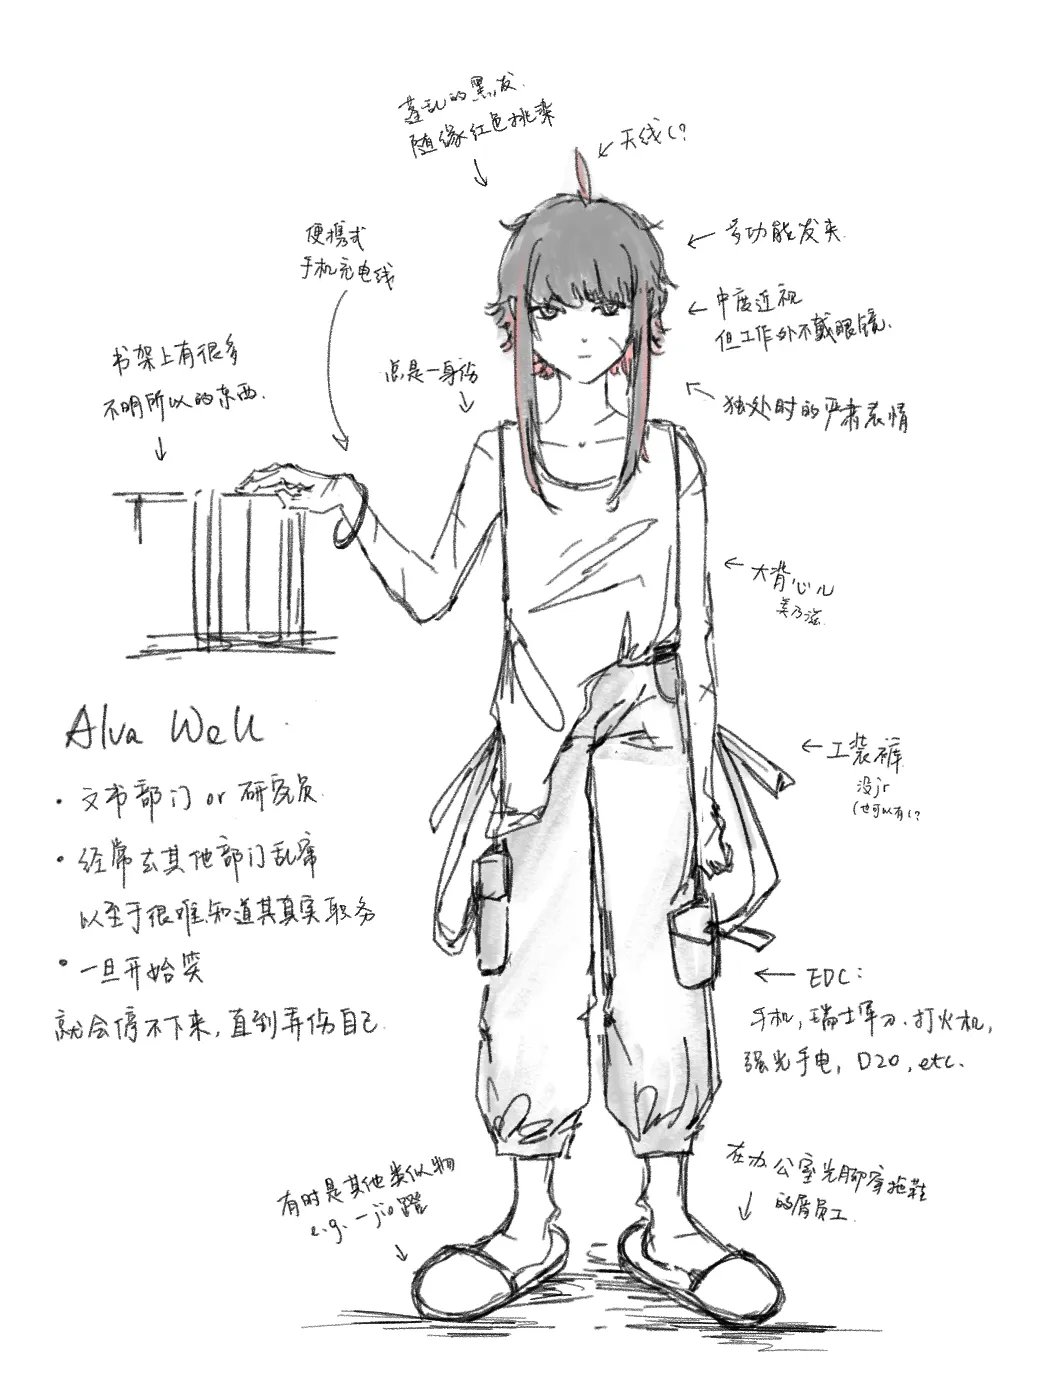 蓬乱的黑发.
随缘红色挑染
天线(?
便携式
手机充电线
多功能发夹.
中度近视
但工作外不戴眼镜.
书架上有很多
不明所以的东西.
总是一身伤
独处时的严肃表情
大背心儿
美乃滋.
Alva Well.
• 文书部门 or 研究员.
• 经常去其他部门乱窜
以至于很难知道其真实职务
• 一旦开始笑
就会停不下来,直到弄伤自己.
工装裤
没jr
(也可以有(?
EDC:
手机,瑞士军刀.打火机,
强光手电, D20, etc.
有时是其他类似物
e.g. 一jio蹬
在办公室光脚穿拖鞋
的屑员工.